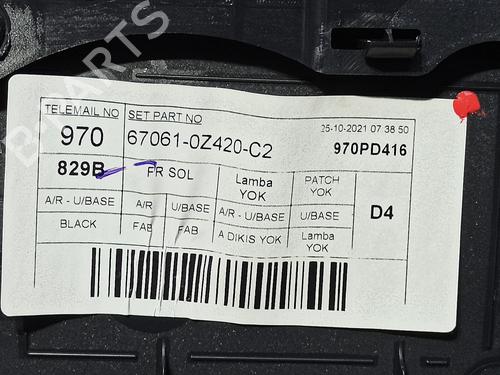 TELEMAIL NO
SET PART NO
970
67061-0Z420-C2
25-10-2021 07 38 50
970PD416
829B
FR SOL
Lamba YOK
PATCH YOK
D4
A/R - U/BASE
A/R
U/BASE
A/R - U/BASE
U/BASE
BLACK
FAB
FAB
A DIKIS YOK
Lamba YOK
B-PARTS